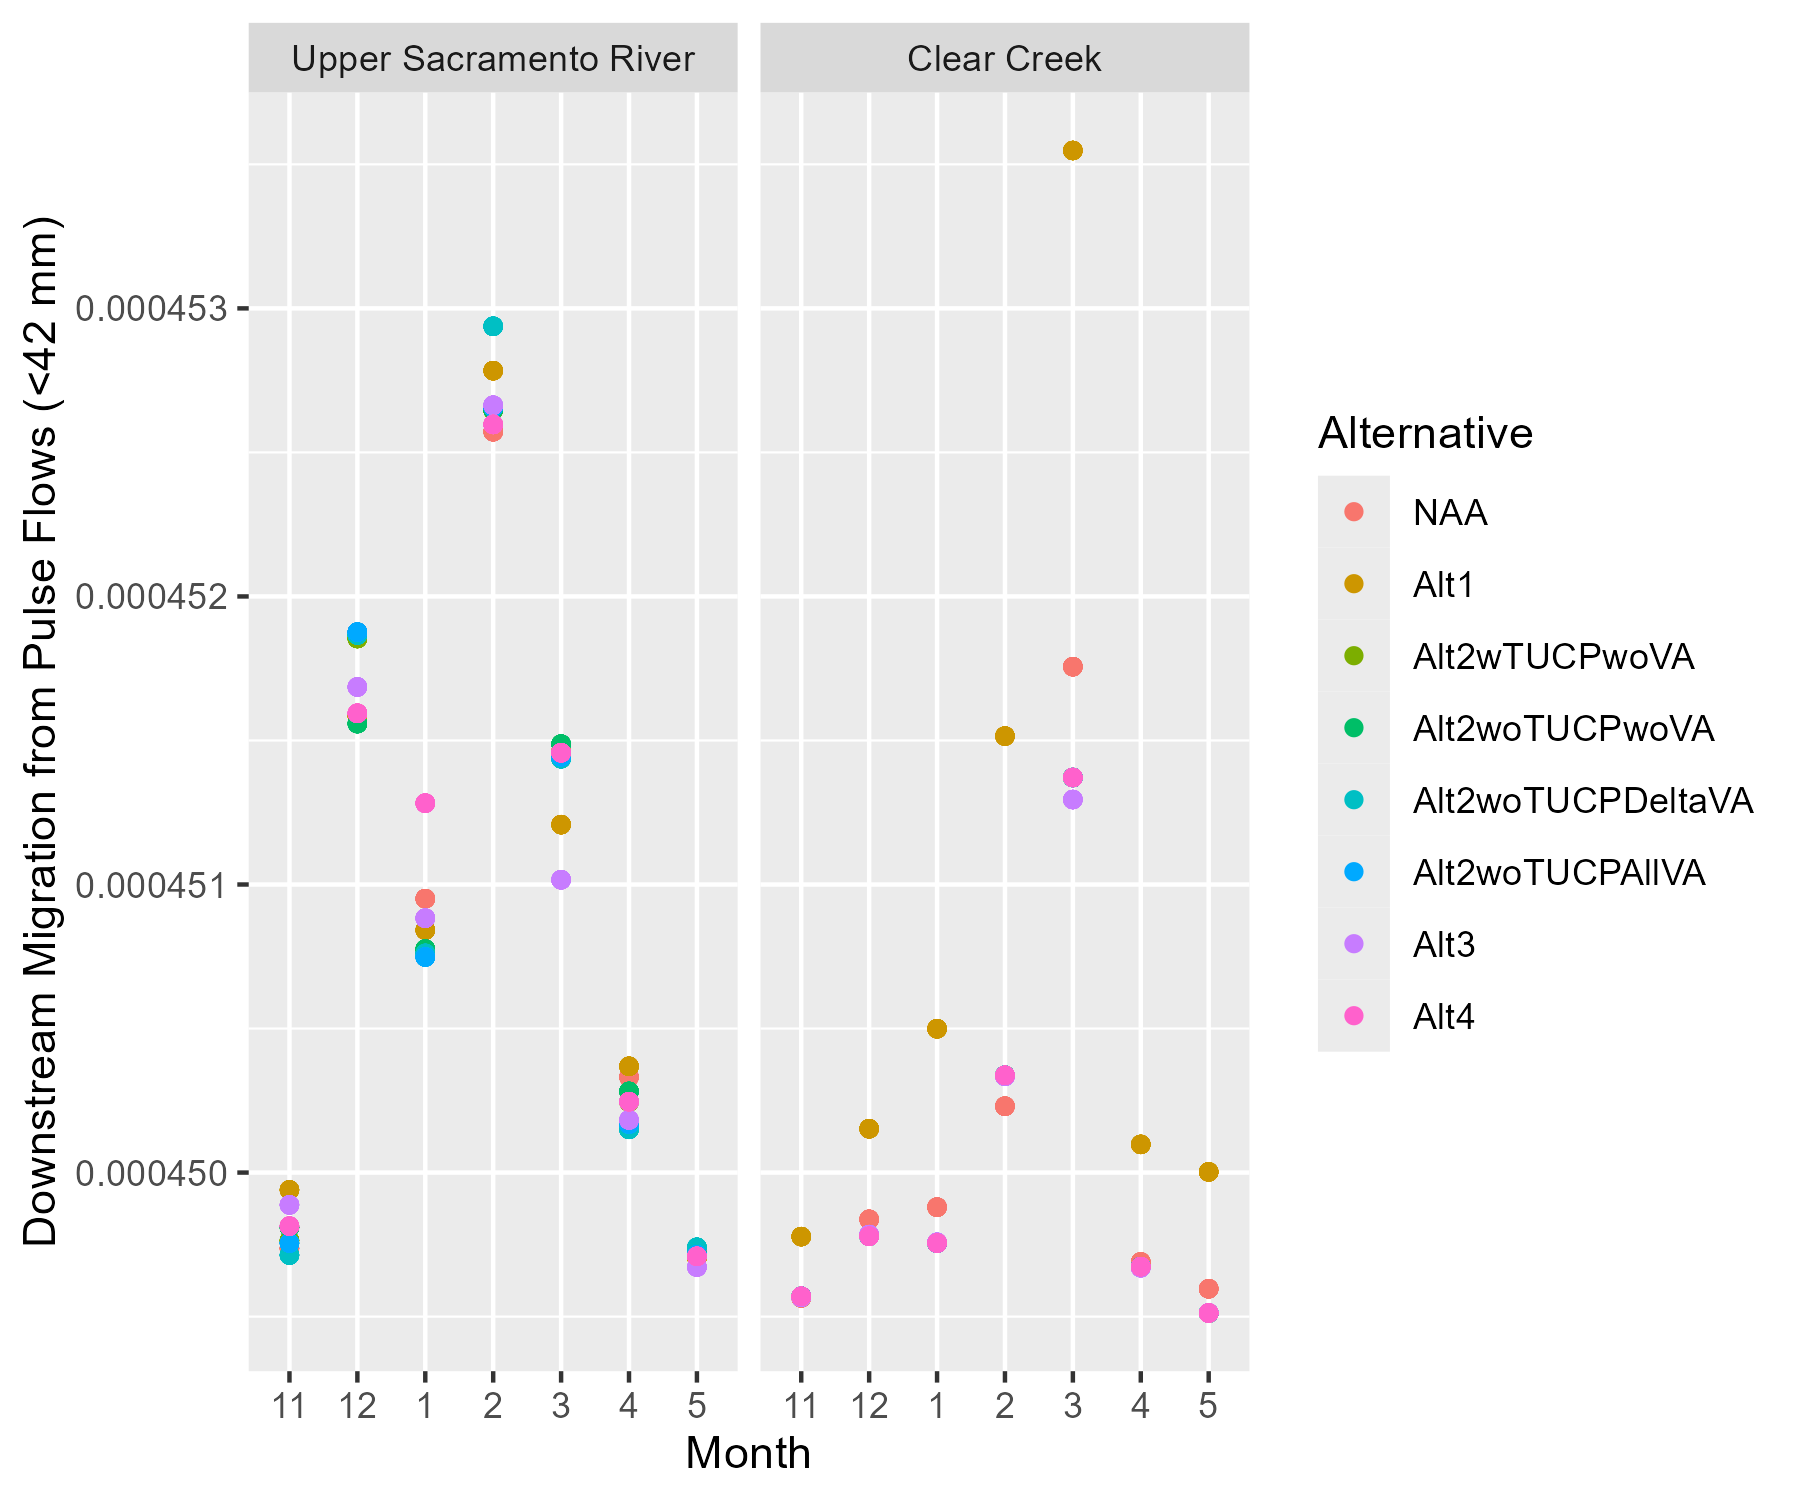 Upper Sacramento River
Clear Creek
Downstream Migration from Pulse Flows (<42 mm)
0.000453
0.000452
0.000451
0.000450
11 12 1 2 3 4 5
11 12 1 2 3 4 5
Month
Alternative
NAA
Alt1
Alt2wTUCPwoVA
Alt2woTUCPwoVA
Alt2woTUCPDeltaVA
Alt2woTUCPAllVA
Alt3
Alt4